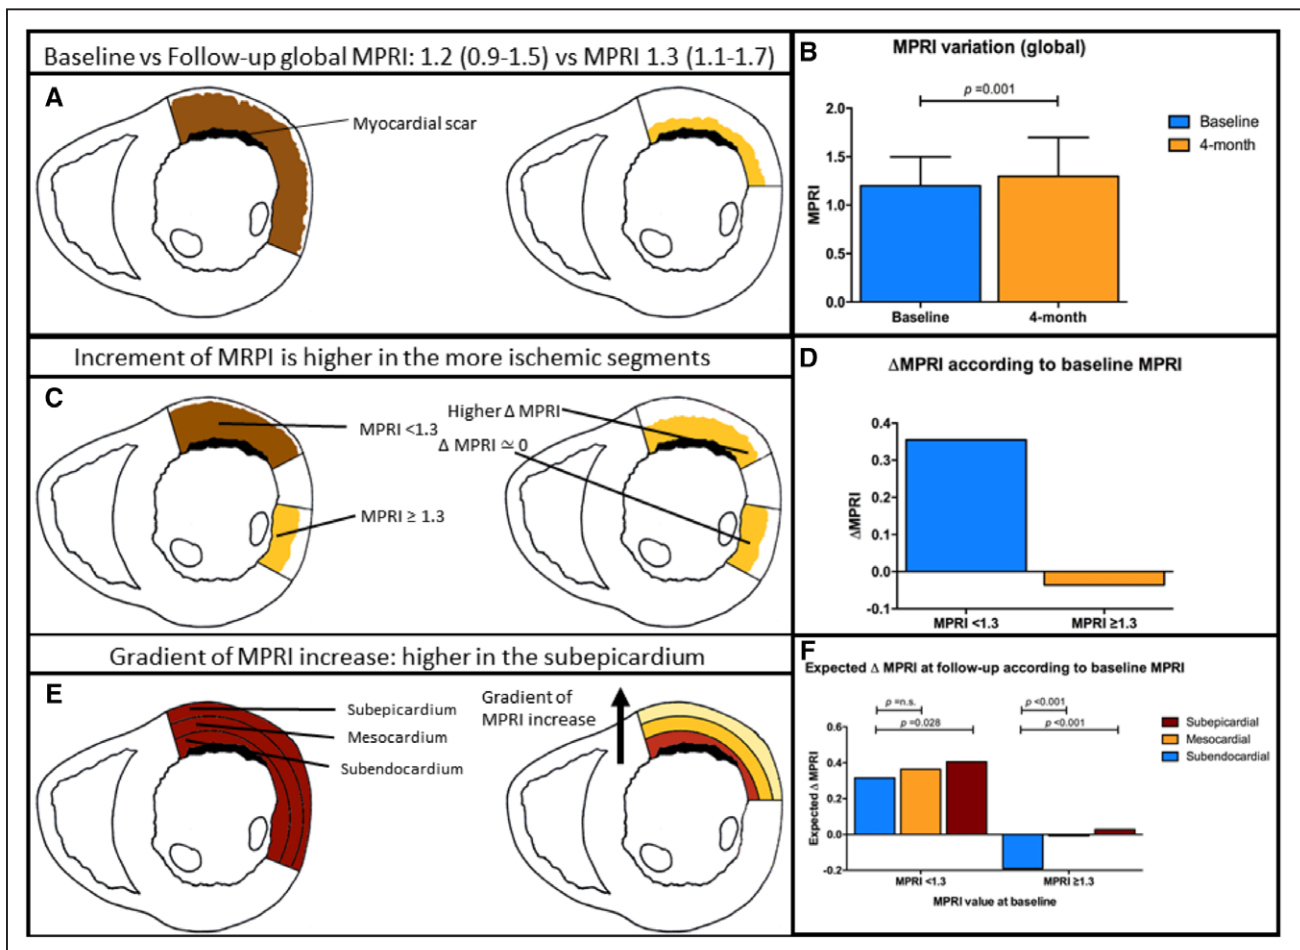 Baseline vs Follow-up global MPRI: 1.2 (0.9-1.5) vs MPRI 1.3 (1.1-1.7)
A
Myocardial scar
B
MPRI variation (global)
p =0.001
2.0
1.5
1.0
0.5
0.0
MPRI
Baseline
4-month
Baseline
4-month
Increment of MRPI is higher in the more ischemic segments
C
MPRI <1.3
MPRI ≥ 1.3
Higher Δ MPRI
Δ MPRI ≃ 0
D
ΔMPRI according to baseline MPRI
0.4
0.3
0.2
0.1
0.0
-0.1
ΔMPRI
MPRI <1.3
MPRI ≥1.3
Gradient of MPRI increase: higher in the subepicardium
E
Subepicardium
Mesocardium
Subendocardium
Gradient of
MPRI increase
F
Expected Δ MPRI at follow-up according to baseline MPRI
p =n.s.
p =0.028
p <0.001
p <0.001
0.6
0.4
0.2
0.0
-0.2
Expected Δ MPRI
MPRI <1.3
MPRI ≥1.3
MPRI value at baseline
Subepicardial
Mesocardial
Subendocardial